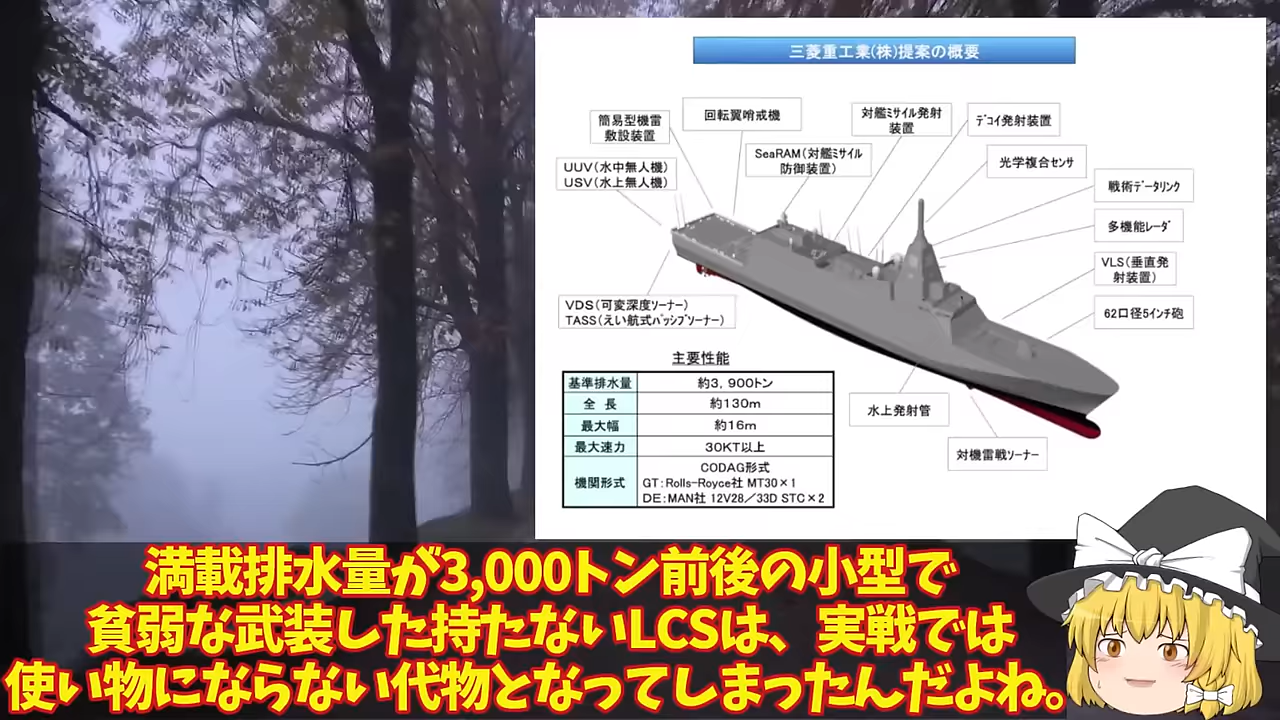 三菱重工業(株)提案の概要
簡易型機雷
敷設装置
回転翼哨戒機
対艦ミサイル発射
装置
デコイ発射装置
UUV(水中無人機)
USV(水上無人機)
SeaRAM(対艦ミサイル
防御装置)
光学複合センサ
戦術データリンク
多機能レーダ
VLS(垂直発
射装置)
62口径5インチ砲
VDS(可変深度ソーナー)
TASS(えい航式パッシブソーナー)
水上発射管
対機雷戦ソーナー
主要性能
基準排水量 約3,900トン
全 長 約130m
最大幅 約16m
最大速力 30KT以上
機関形式 CODAG形式
GT:Rolls-Royce社 MT30×1
DE:MAN社 12V28/33D STC×2
満載排水量が3,000トン前後の小型で
貧弱な武装した持たないLCSは、実戦では
使い物にならない代物となってしまったんだよね。